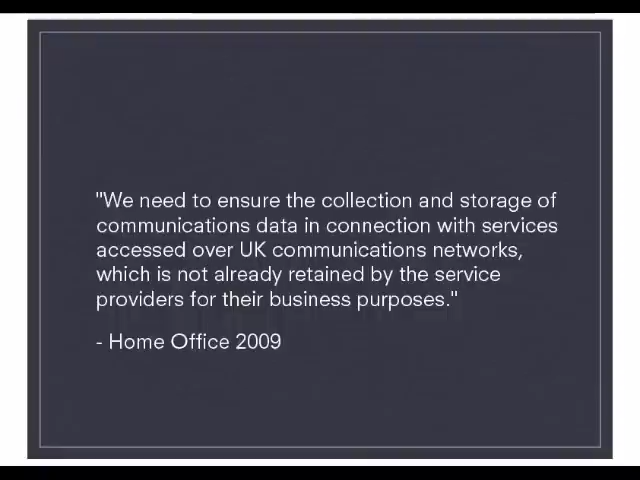 "We need to ensure the collection and storage of
communications data in connection with services
accessed over UK communications networks,
which is not already retained by the service
providers for their business purposes."
- Home Office 2009